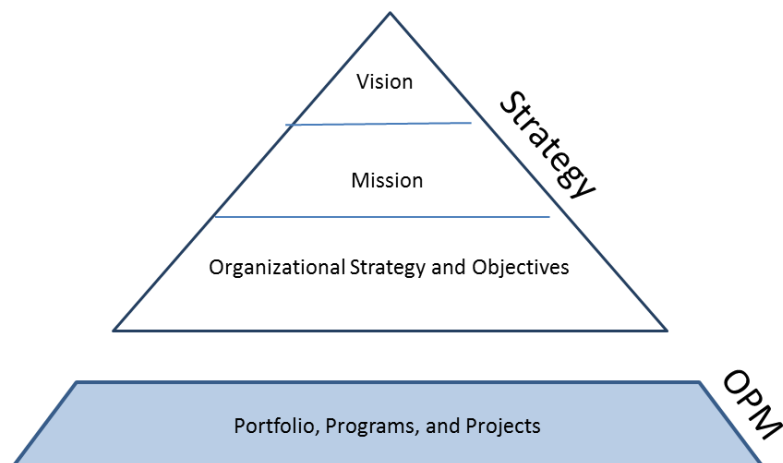 Vision
Strategy
Mission
Organizational Strategy and Objectives
OPM
Portfolio, Programs, and Projects